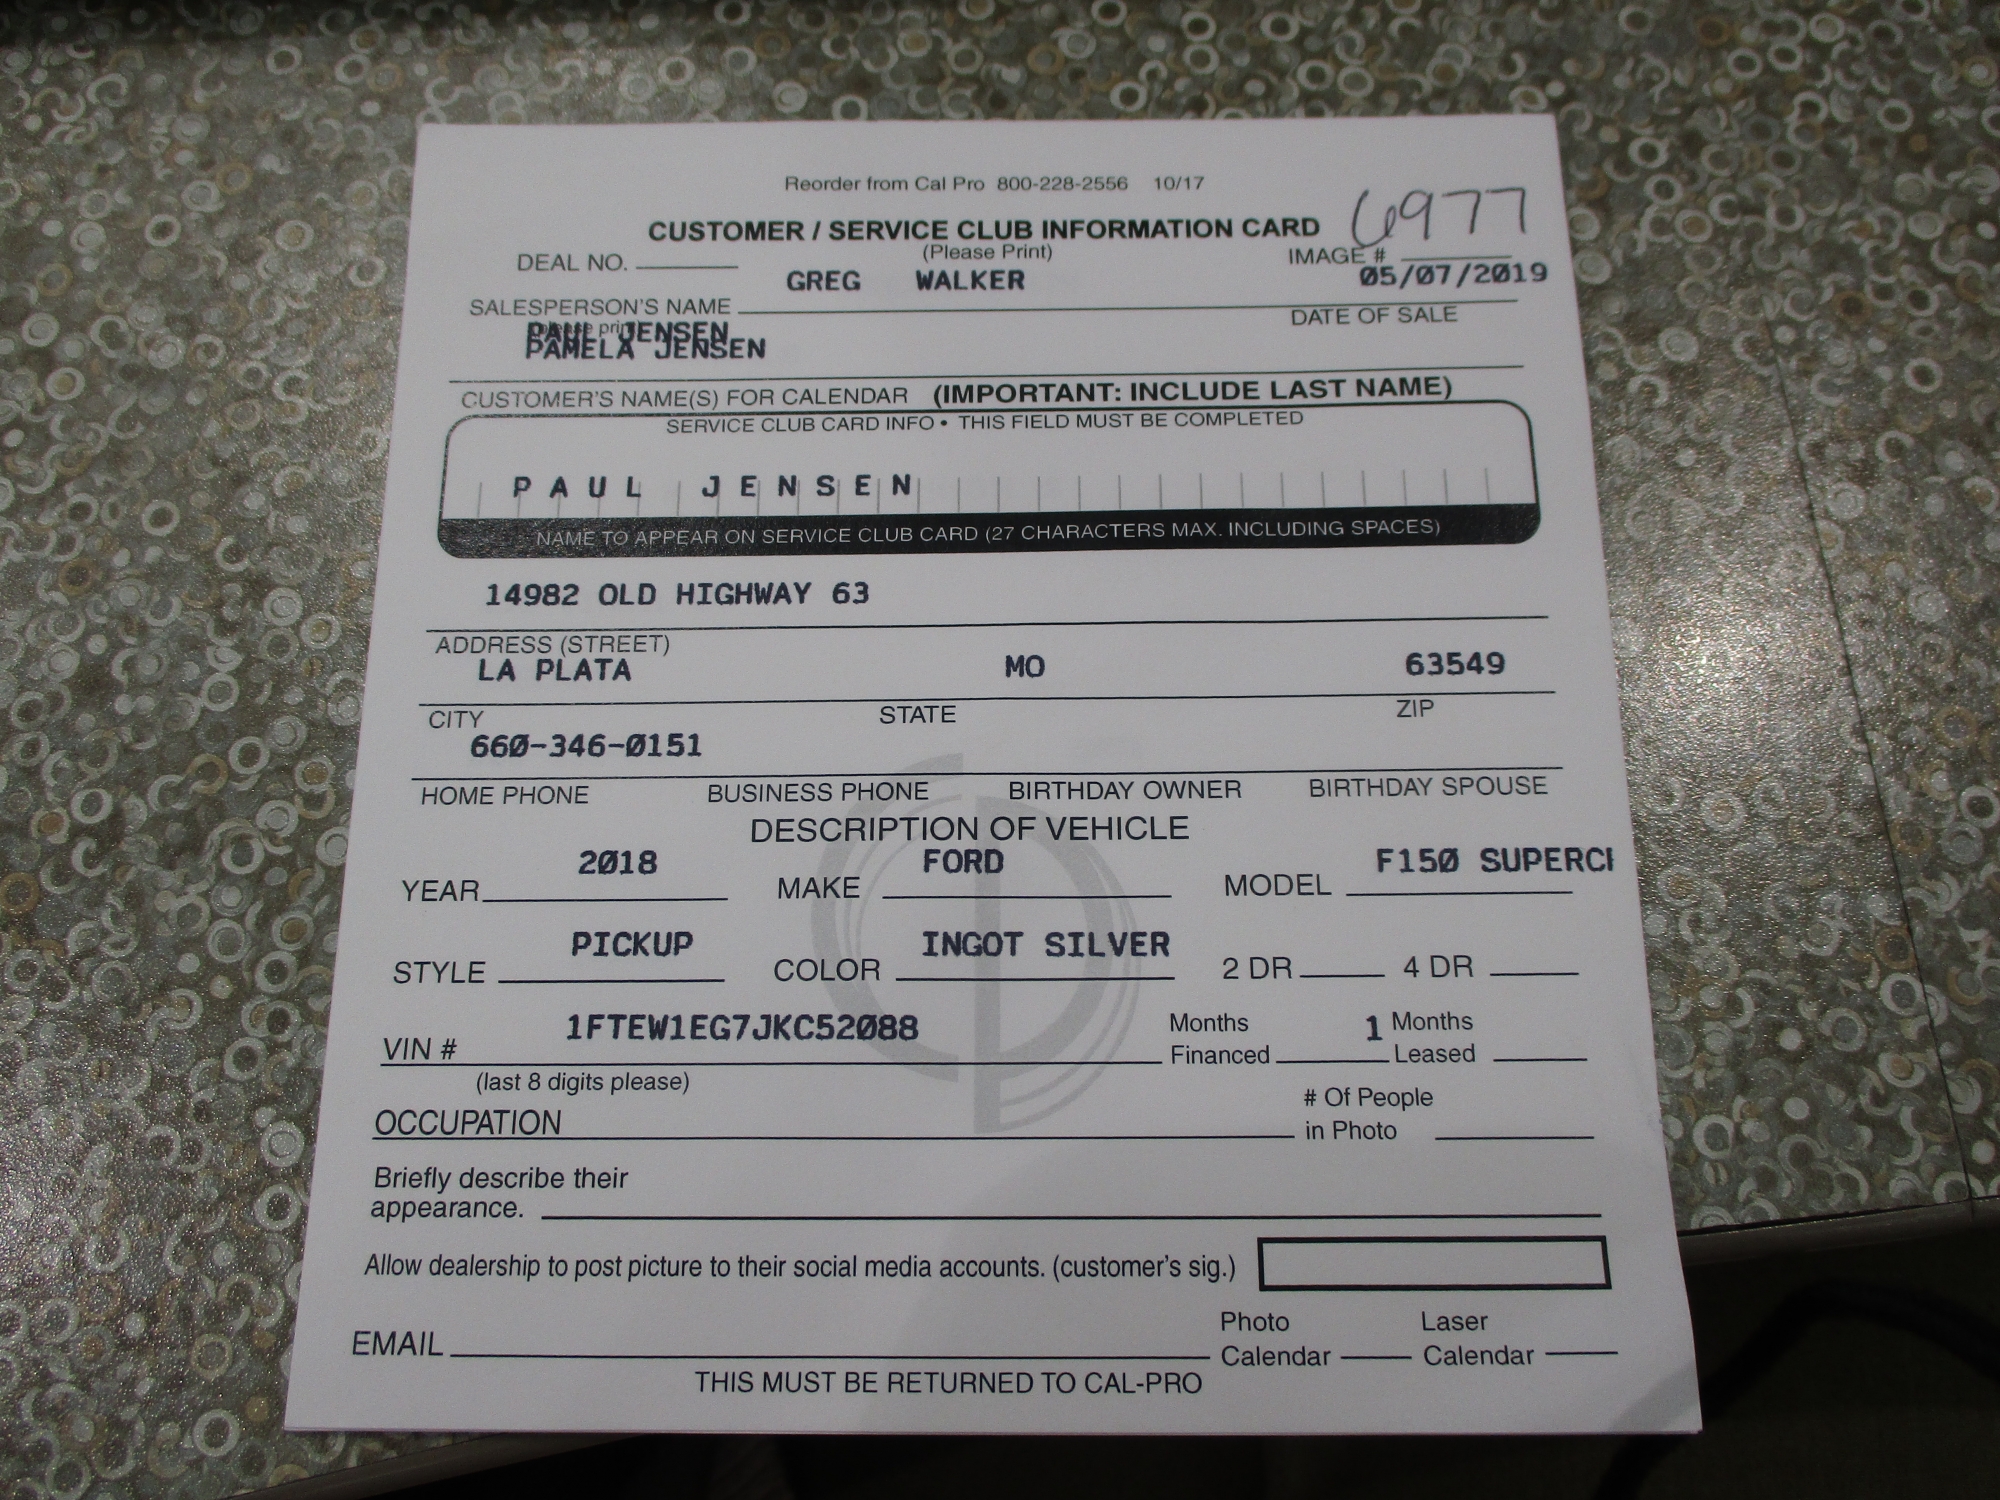 Reorder from Cal Pro 800-228-2556 10/17
6977
CUSTOMER / SERVICE CLUB INFORMATION CARD
(Please Print)
DEAL NO. IMAGE #
GREG WALKER 05/07/2019
SALESPERSON'S NAME DATE OF SALE
(please print)
PAUL JENSEN
PAMELA JENSEN
CUSTOMER'S NAME(S) FOR CALENDAR (IMPORTANT: INCLUDE LAST NAME)
SERVICE CLUB CARD INFO • THIS FIELD MUST BE COMPLETED
PAUL JENSEN
NAME TO APPEAR ON SERVICE CLUB CARD (27 CHARACTERS MAX. INCLUDING SPACES)
14982 OLD HIGHWAY 63
ADDRESS (STREET)
LA PLATA MO 63549
CITY STATE ZIP
660-346-0151
HOME PHONE BUSINESS PHONE BIRTHDAY OWNER BIRTHDAY SPOUSE
DESCRIPTION OF VEHICLE
2018 FORD F150 SUPERC
YEAR MAKE MODEL
PICKUP INGOT SILVER
STYLE COLOR 2 DR 4 DR
1FTEW1EG7JKC52088 Months 1 Months
VIN # Financed Leased
(last 8 digits please)
# Of People
OCCUPATION in Photo
Briefly describe their
appearance.
Allow dealership to post picture to their social media accounts. (customer's sig.)
Photo Laser
EMAIL Calendar Calendar
THIS MUST BE RETURNED TO CAL-PRO